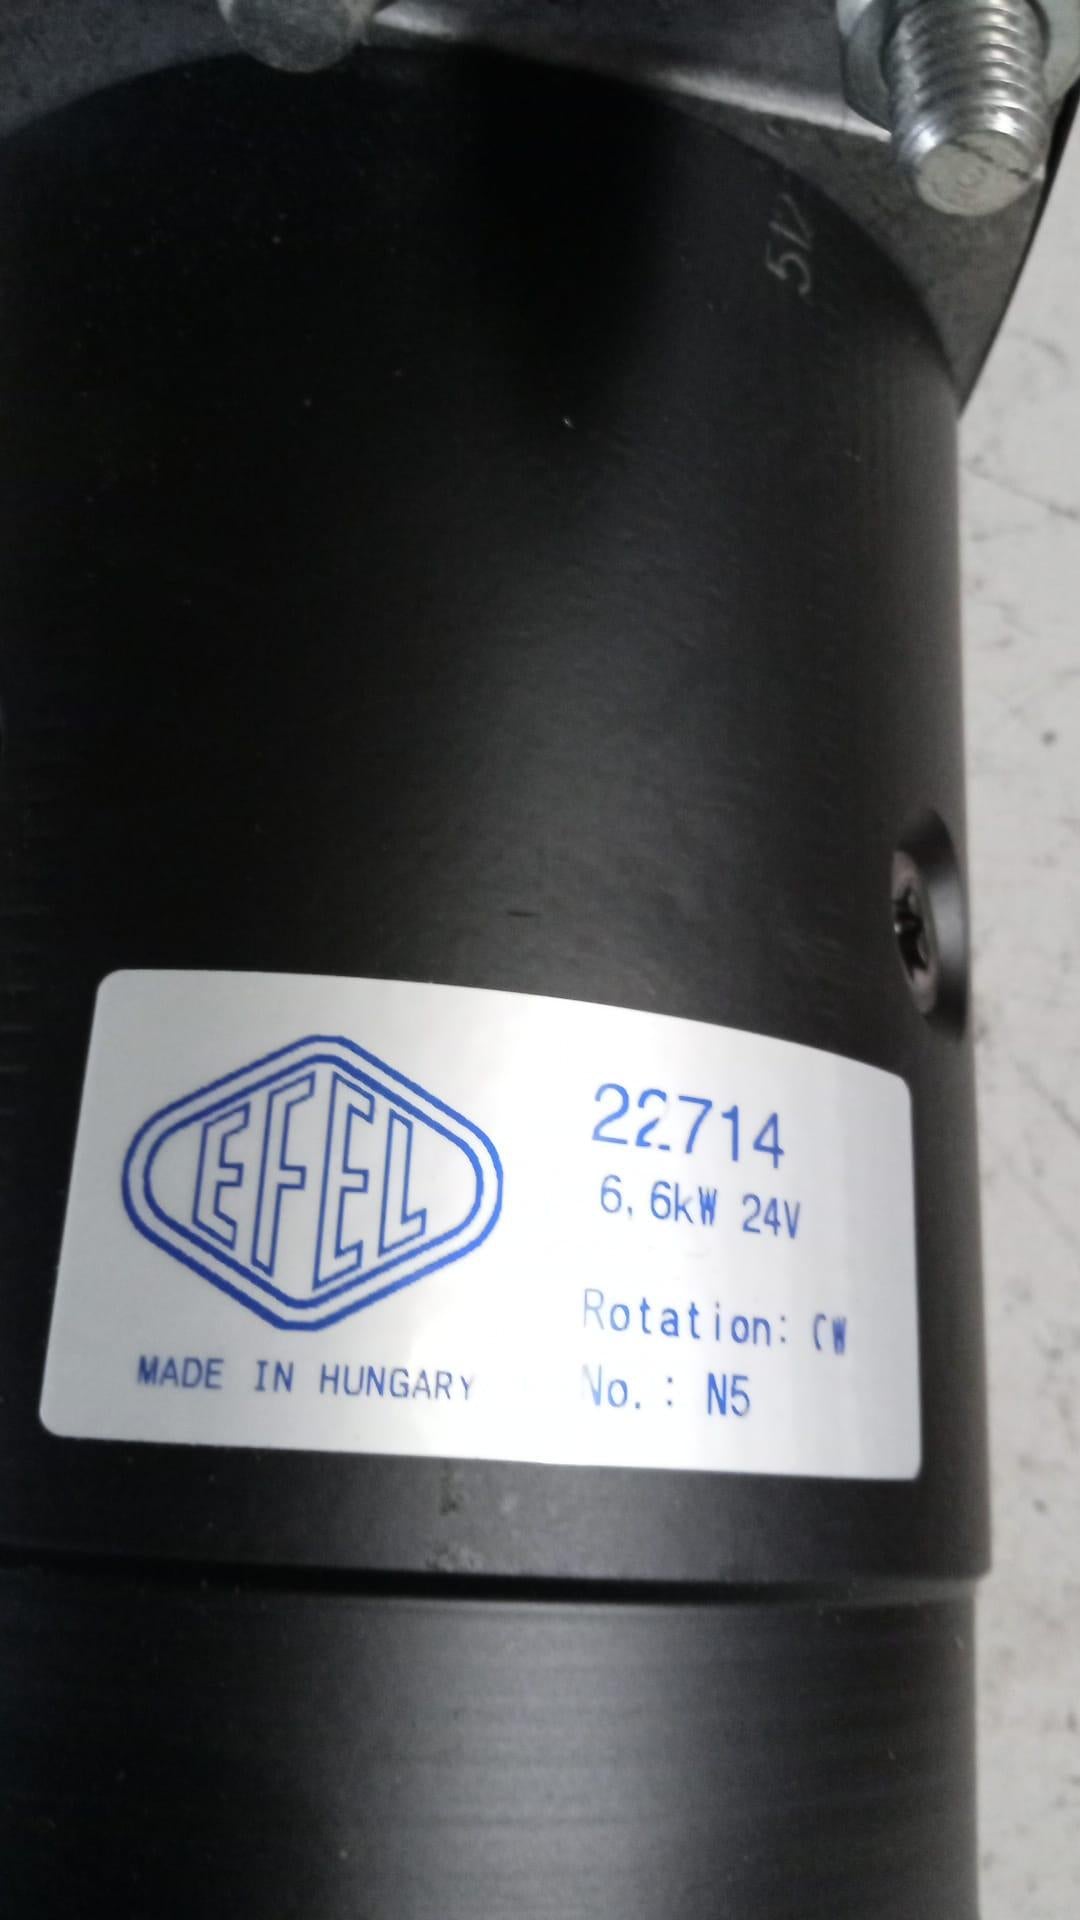 EFEL
MADE IN HUNGARY
22714
6,6kW 24V
Rotation: CW
No.: N5